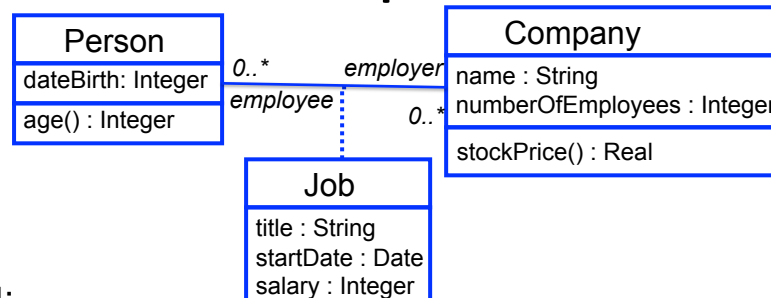 Person
dateBirth: Integer
age() : Integer
0..*
employee
employer
0..*
Company
name : String
numberOfEmployees : Integer
stockPrice() : Real
Job
title : String
startDate : Date
salary : Integer